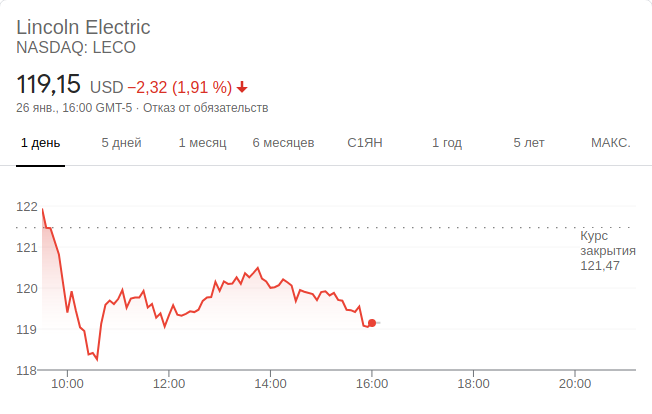 Lincoln Electric
NASDAQ: LECO
119,15 USD −2,32 (1,91 %)
26 янв., 16:00 GMT-5 · Отказ от обязательств
1 день 5 дней 1 месяц 6 месяцев С1ЯН 1 год 5 лет МАКС.
122
121
120
119
118
Курс
закрытия
121,47
10:00 12:00 14:00 16:00 18:00 20:00